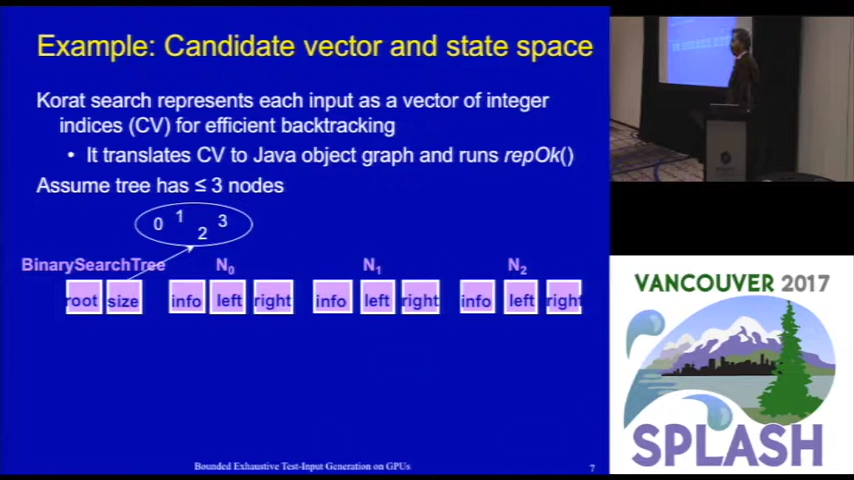 Example: Candidate vector and state space
Korat search represents each input as a vector of integer
indices (CV) for efficient backtracking
• It translates CV to Java object graph and runs repOk()
Assume tree has ≤ 3 nodes
0 1 2 3
BinarySearchTree N0 N1 N2
root size info left right info left right info left right
Bounded Exhaustive Test-Input Generation on GPUs 7
VANCOUVER 2017
SPLASH